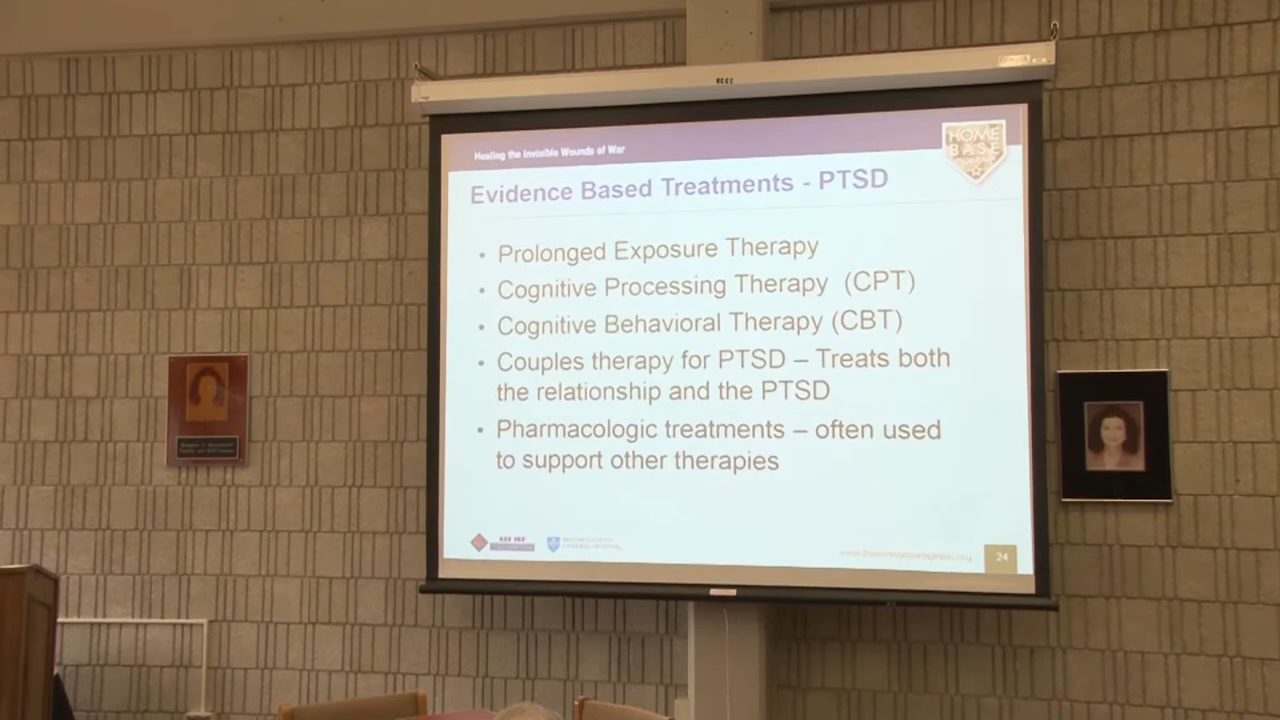 Healing the Invisible Wounds of War
HOME
BASE
Evidence Based Treatments - PTSD
• Prolonged Exposure Therapy
• Cognitive Processing Therapy (CPT)
• Cognitive Behavioral Therapy (CBT)
• Couples therapy for PTSD – Treats both
the relationship and the PTSD
• Pharmacologic treatments – often used
to support other therapies
24